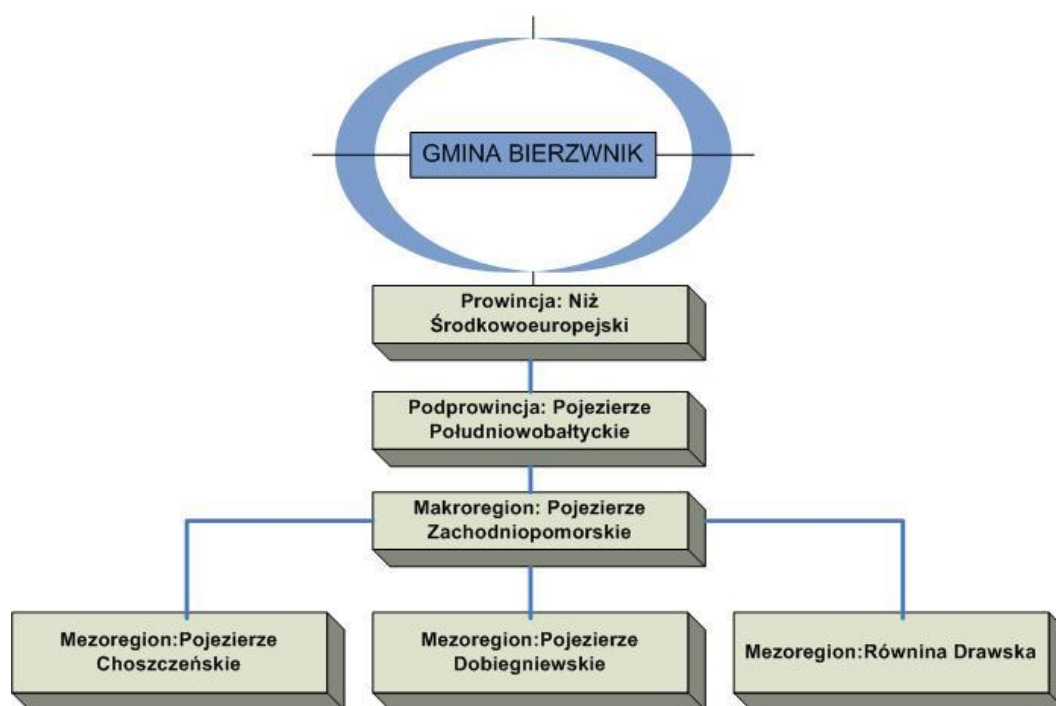 GMINA BIERZWNIK
Prowincja: Niż
Środkowoeuropejski
Podprowincja: Pojezierze
Południowobałtyckie
Makroregion: Pojezierze
Zachodniopomorskie
Mezoregion:Pojezierze
Choszczeńskie
Mezoregion:Pojezierze
Dobiegniewskie
Mezoregion:Równina Drawska